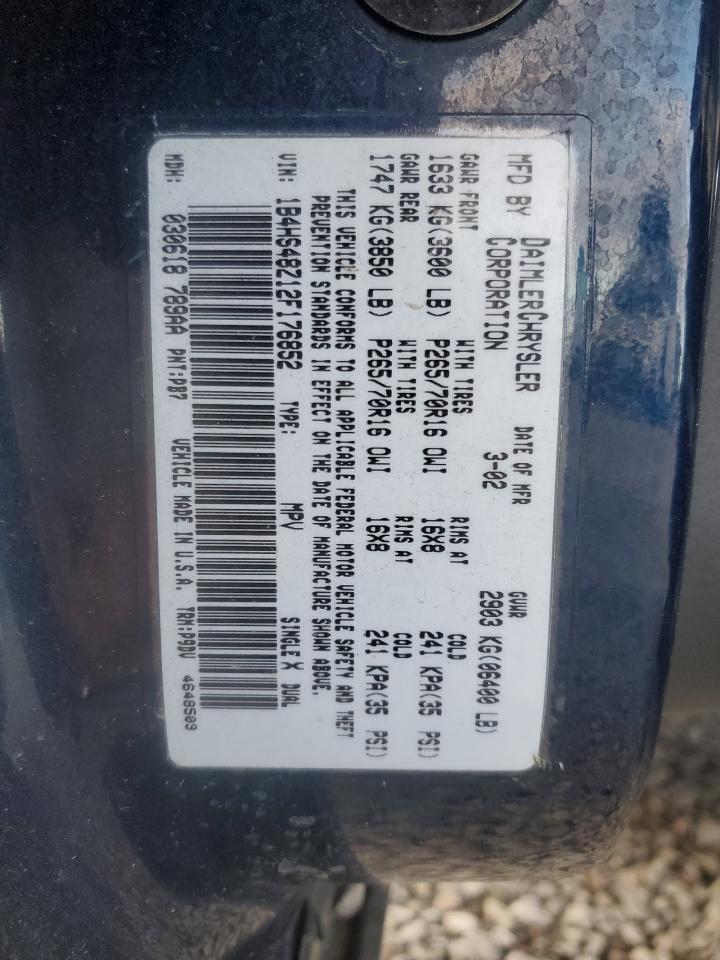 MFD BY DAIMLERCHRYSLER CORPORATION
DATE OF MFR 3-02
GVWR 2903 KG(06400 LB)
GAWR FRONT WITH TIRES RIMS AT COLD
1633 KG(3600 LB) P265/70R16 OWL 16X8 241 KPA(35 PSI)
GAWR REAR WITH TIRES RIMS AT COLD
1747 KG(3850 LB) P265/70R16 OWL 16X8 241 KPA(35 PSI)
THIS VEHICLE CONFORMS TO ALL APPLICABLE FEDERAL MOTOR VEHICLE SAFETY AND THEFT
PREVENTION STANDARDS IN EFFECT ON THE DATE OF MANUFACTURE SHOWN ABOVE.
VIN: 1B4HS48Z12F176852 TYPE: MPV SINGLE X DUAL
MDH: 030618 789AA PNT:PB7 VEHICLE MADE IN U.S.A. TRM:P9DV 4648509